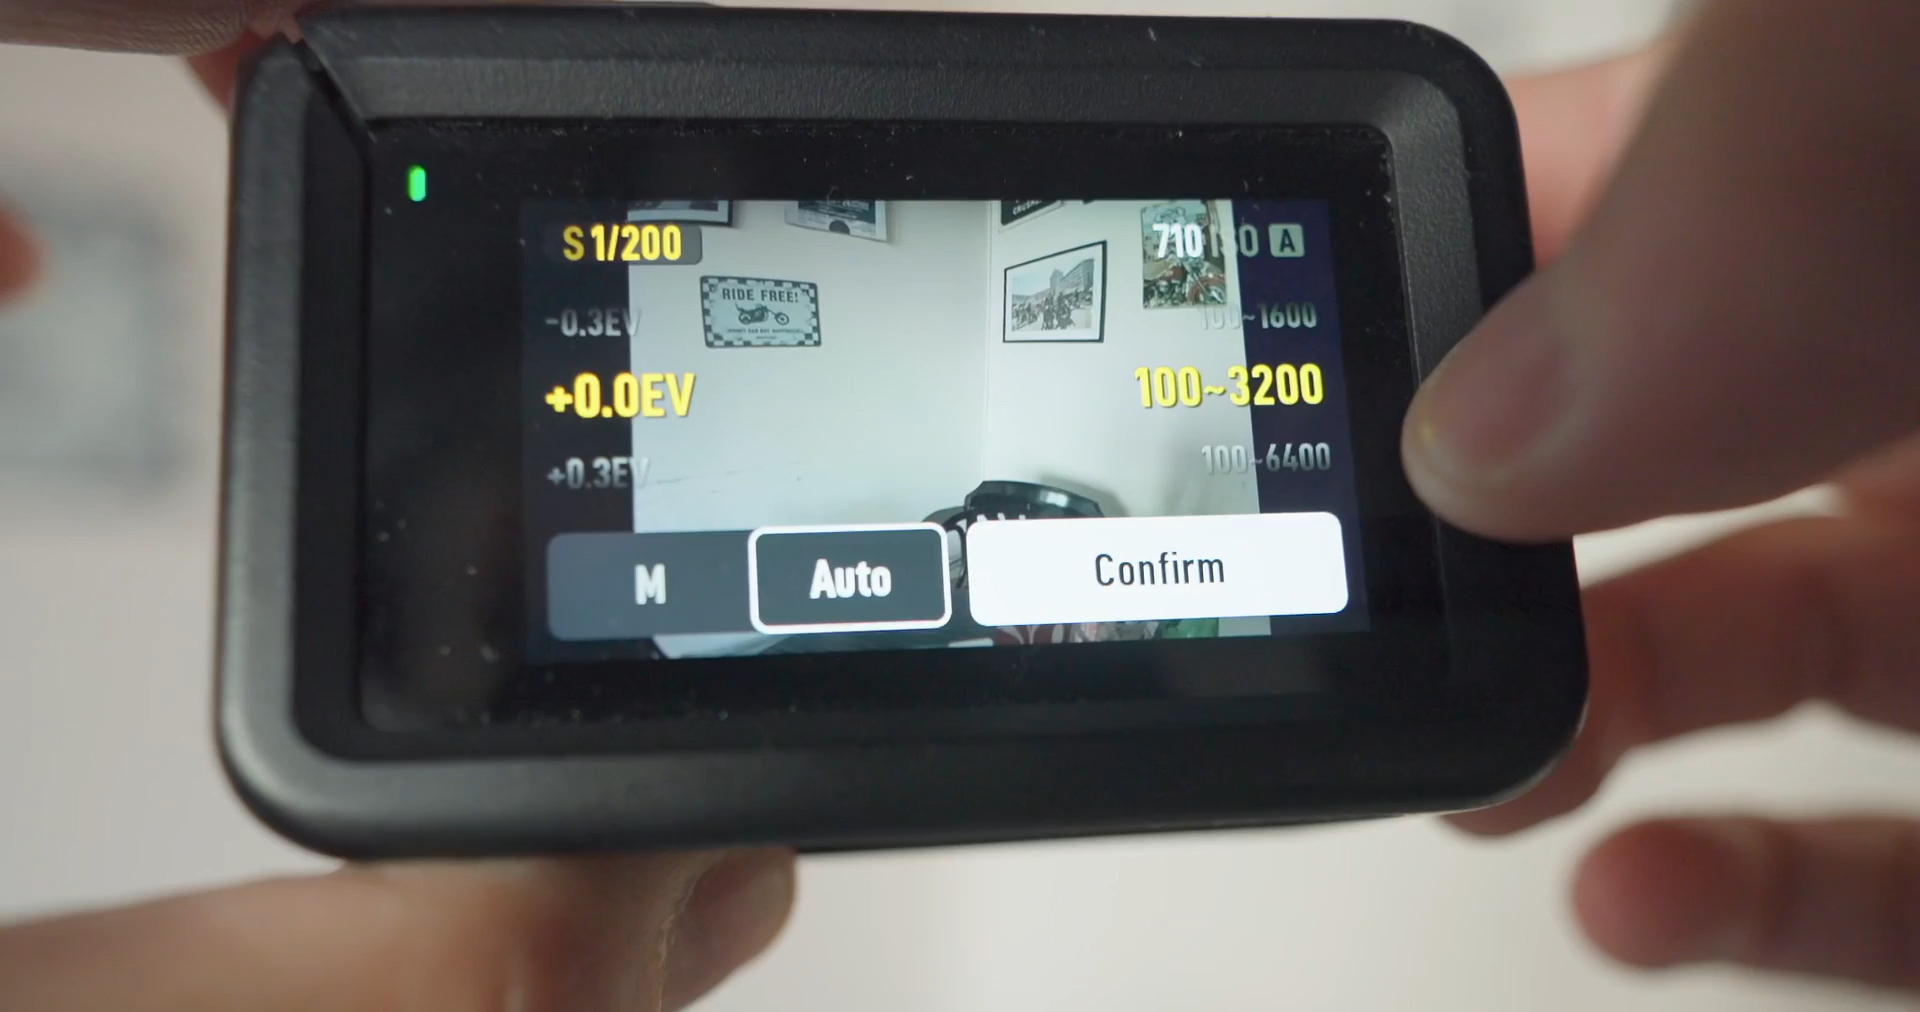 S 1/200
710 ISO A
-0.3EV
100~1600
+0.0EV
100~3200
+0.3EV
100~6400
M
Auto
Confirm
RIDE FREE!